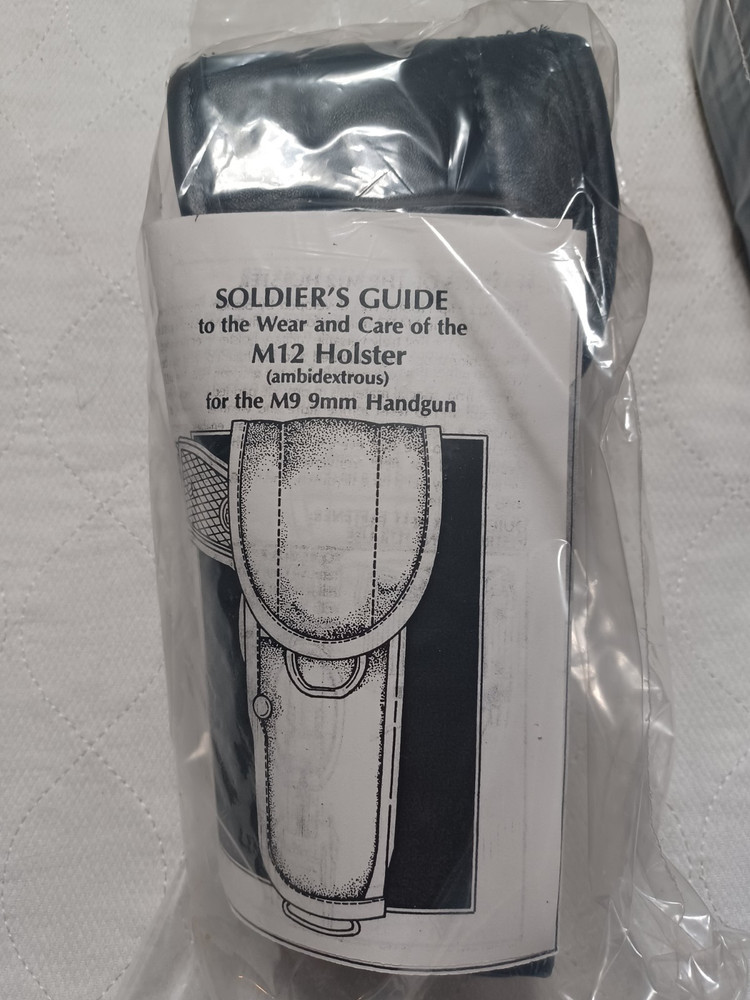 SOLDIER'S GUIDE
to the Wear and Care of the
M12 Holster
(ambidextrous)
for the M9 9mm Handgun